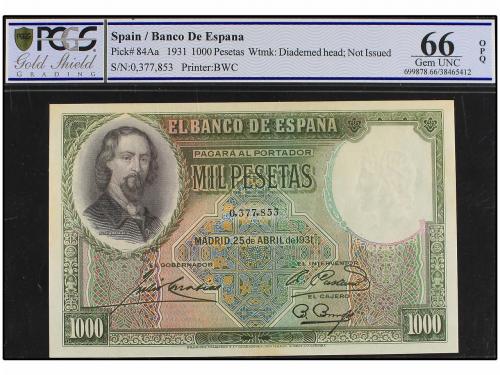 PCGS
Gold Shield
GRADING
Spain / Banco De Espana
Pick# 84Aa 1931 1000 Pesetas Wtmk: Diademed head; Not Issued
S/N:0,377,853 Printer:BWC
66
Gem UNC
699878.66/38465412
OPQ
EL BANCO DE ESPAÑA
PAGARÁ AL PORTADOR
MIL PESETAS
0,377,853
MADRID, 25 de ABRIL de 1931
EL GOBERNADOR
EL INTERVENTOR
EL CAJERO
1000
1000